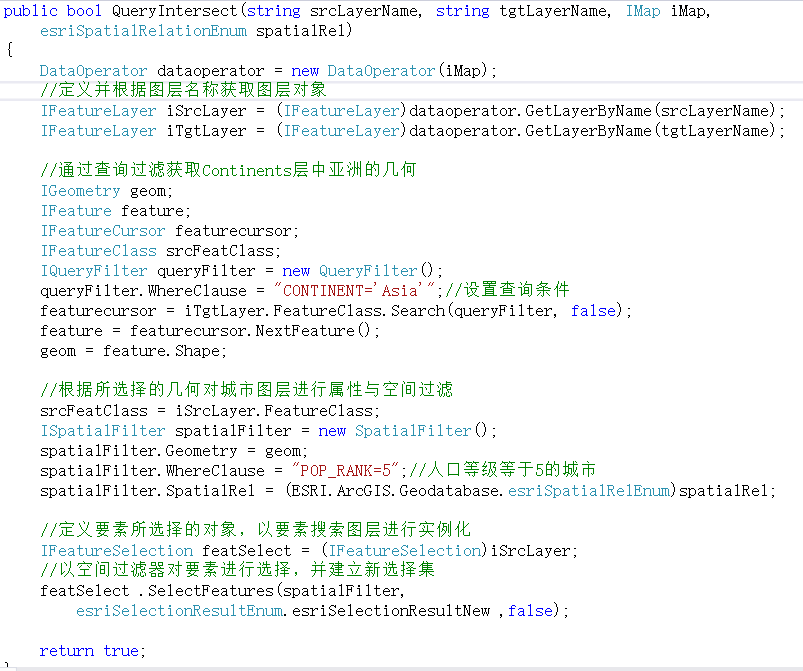 public bool QueryIntersect(string srcLayerName, string tgtLayerName, IMap iMap,
esriSpatialRelationEnum spatialRel)
{
DataOperator dataoperator = new DataOperator(iMap);
//定义并根据图层名称获取图层对象
IFeatureLayer iSrcLayer = (IFeatureLayer)dataoperator.GetLayerByName(srcLayerName);
IFeatureLayer iTgtLayer = (IFeatureLayer)dataoperator.GetLayerByName(tgtLayerName);
//通过查询过滤获取Continents层中亚洲的几何
IGeometry geom;
IFeature feature;
IFeatureCursor featurecursor;
IFeatureClass srcFeatClass;
IQueryFilter queryFilter = new QueryFilter();
queryFilter.WhereClause = "CONTINENT='Asia'";//设置查询条件
featurecursor = iTgtLayer.FeatureClass.Search(queryFilter, false);
feature = featurecursor.NextFeature();
geom = feature.Shape;
//根据所选择的几何对城市图层进行属性与空间过滤
srcFeatClass = iSrcLayer.FeatureClass;
ISpatialFilter spatialFilter = new SpatialFilter();
spatialFilter.Geometry = geom;
spatialFilter.WhereClause = "POP_RANK=5";//人口等级等于5的城市
spatialFilter.SpatialRel = (ESRI.ArcGIS.Geodatabase.esriSpatialRelEnum)spatialRel;
//定义要素所选择的对象，以要素搜索图层进行实例化
IFeatureSelection featSelect = (IFeatureSelection)iSrcLayer;
//以空间过滤器对要素进行选择，并建立新选择集
featSelect .SelectFeatures(spatialFilter,
esriSelectionResultEnum.esriSelectionResultNew ,false);
return true;
}